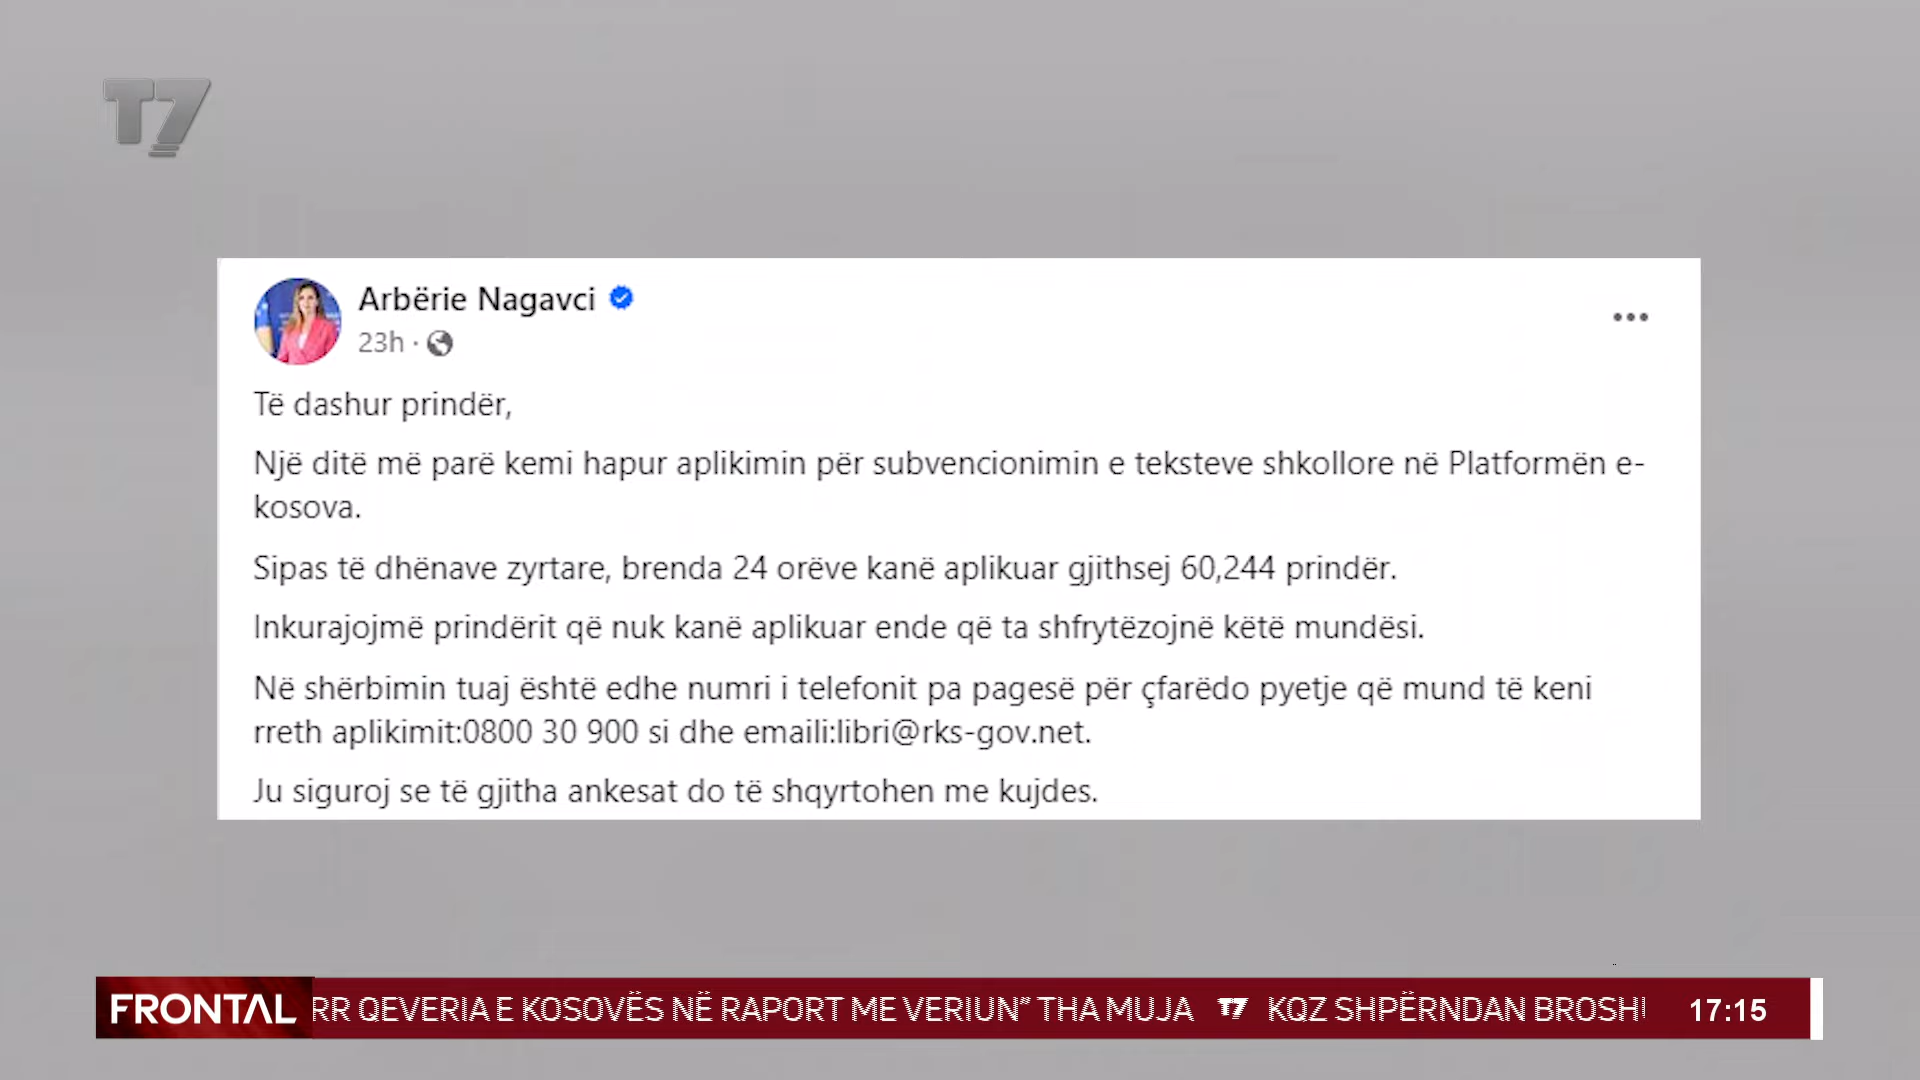 T7
Arbërie Nagavci
23h ·
Të dashur prindër,
Një ditë më parë kemi hapur aplikimin për subvencionimin e teksteve shkollore në Platformën e-
kosova.
Sipas të dhënave zyrtare, brenda 24 orëve kanë aplikuar gjithsej 60,244 prindër.
Inkurajojmë prindërit që nuk kanë aplikuar ende që ta shfrytëzojnë këtë mundësi.
Në shërbimin tuaj është edhe numri i telefonit pa pagesë për çfarëdo pyetje që mund të keni
rreth aplikimit:0800 30 900 si dhe emaili:libri@rks-gov.net.
Ju siguroj se të gjitha ankesat do të shqyrtohen me kujdes.
FRONTAL RR QEVERIA E KOSOVËS NË RAPORT ME VERIUN” THA MUJA T7 KQZ SHPËRNDAN BROSH 17:15